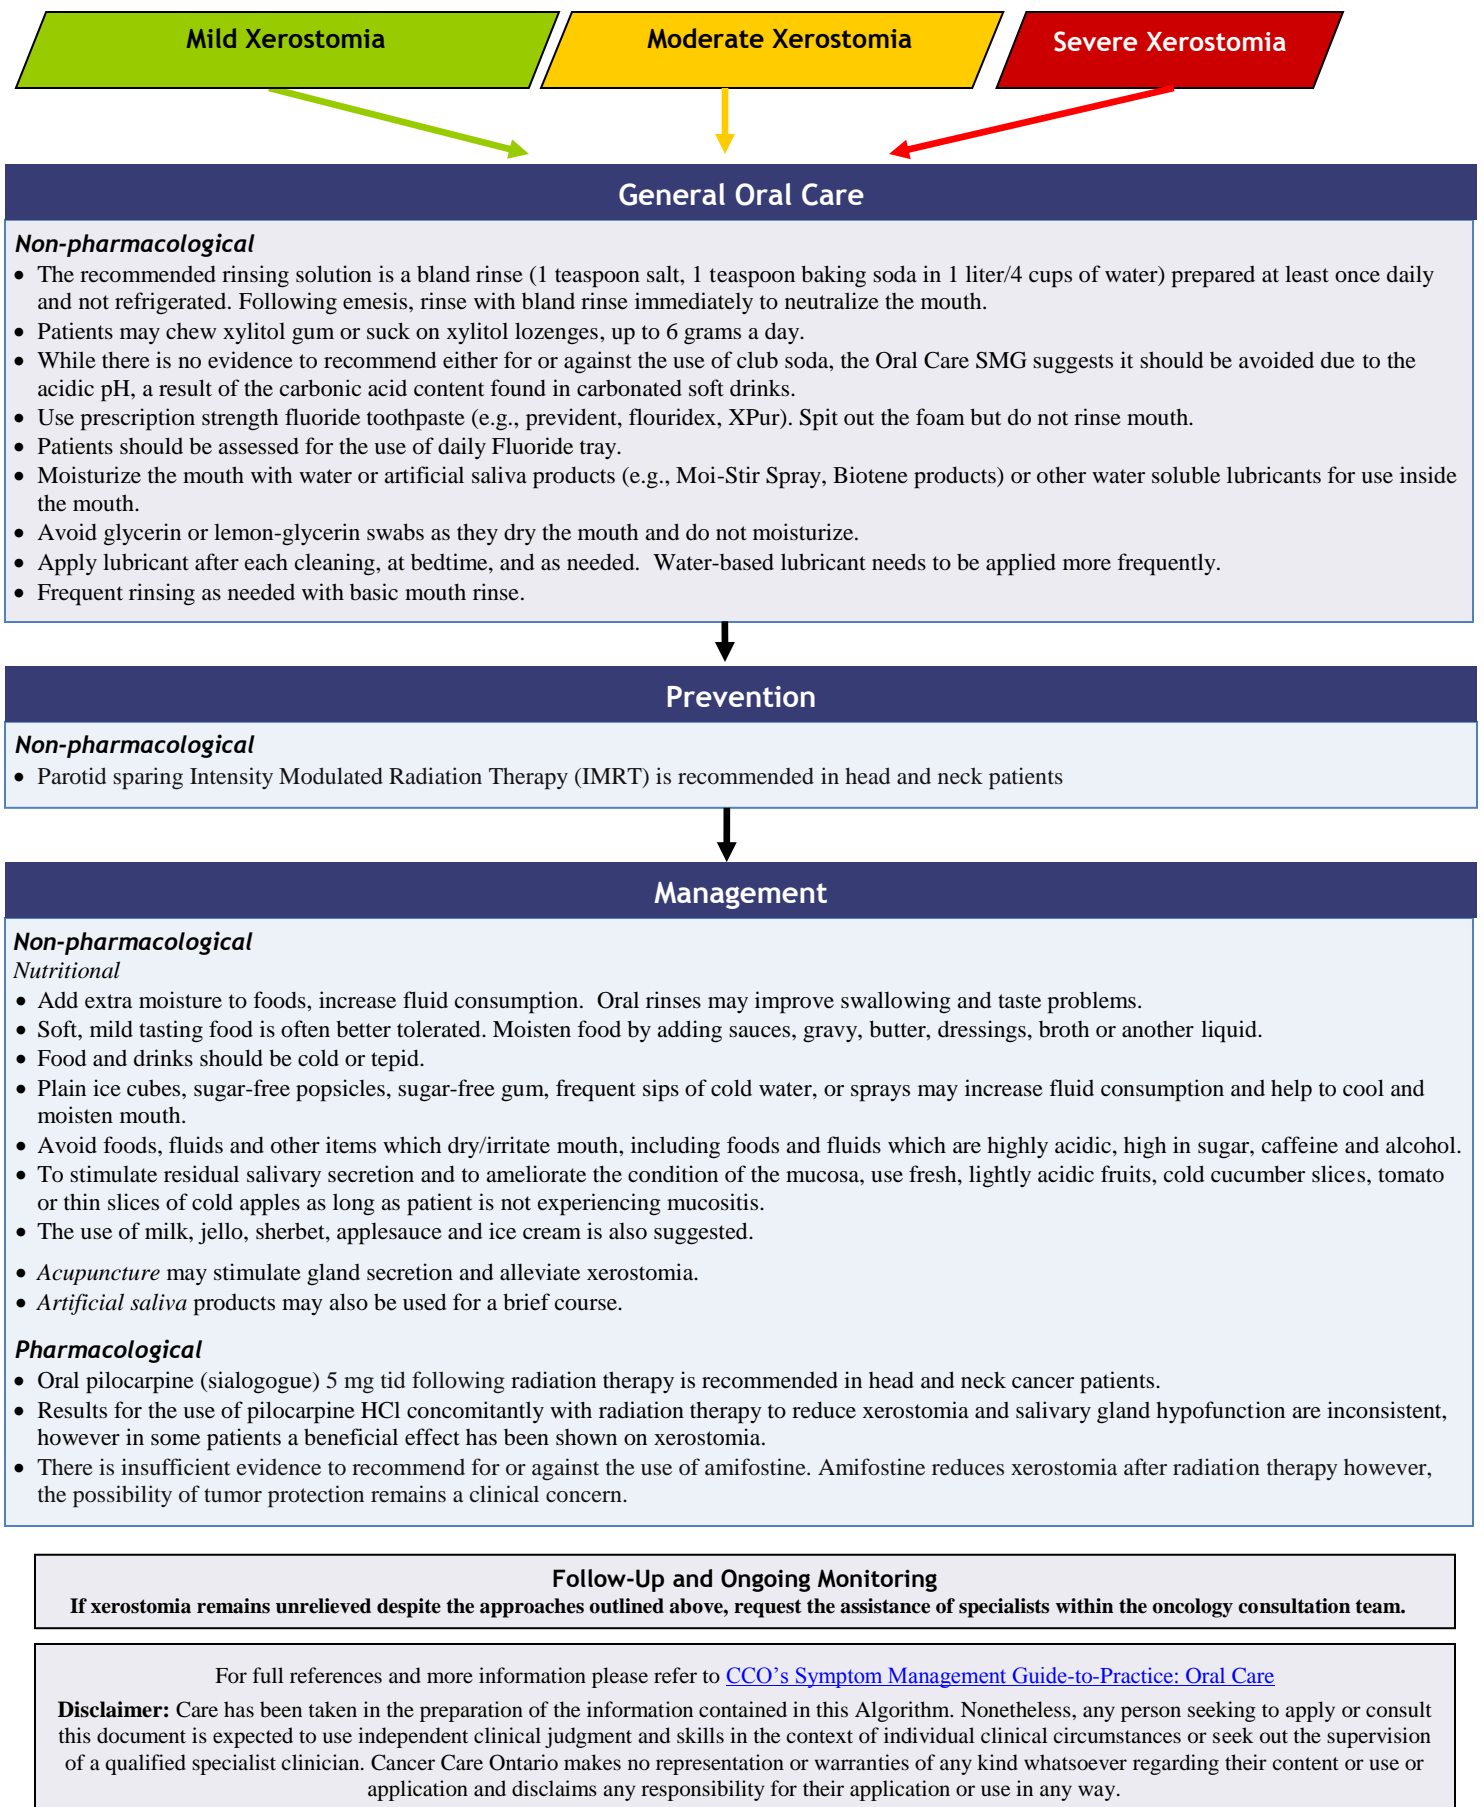 Mild Xerostomia
Moderate Xerostomia
Severe Xerostomia
General Oral Care
Non-pharmacological
• The recommended rinsing solution is a bland rinse (1 teaspoon salt, 1 teaspoon baking soda in 1 liter/4 cups of water) prepared at least once daily
and not refrigerated. Following emesis, rinse with bland rinse immediately to neutralize the mouth.
• Patients may chew xylitol gum or suck on xylitol lozenges, up to 6 grams a day.
• While there is no evidence to recommend either for or against the use of club soda, the Oral Care SMG suggests it should be avoided due to the
acidic pH, a result of the carbonic acid content found in carbonated soft drinks.
• Use prescription strength fluoride toothpaste (e.g., prevident, flouridex, XPur). Spit out the foam but do not rinse mouth.
• Patients should be assessed for the use of daily Fluoride tray.
• Moisturize the mouth with water or artificial saliva products (e.g., Moi-Stir Spray, Biotene products) or other water soluble lubricants for use inside
the mouth.
• Avoid glycerin or lemon-glycerin swabs as they dry the mouth and do not moisturize.
• Apply lubricant after each cleaning, at bedtime, and as needed. Water-based lubricant needs to be applied more frequently.
• Frequent rinsing as needed with basic mouth rinse.
Prevention
Non-pharmacological
• Parotid sparing Intensity Modulated Radiation Therapy (IMRT) is recommended in head and neck patients
Management
Non-pharmacological
Nutritional
• Add extra moisture to foods, increase fluid consumption. Oral rinses may improve swallowing and taste problems.
• Soft, mild tasting food is often better tolerated. Moisten food by adding sauces, gravy, butter, dressings, broth or another liquid.
• Food and drinks should be cold or tepid.
• Plain ice cubes, sugar-free popsicles, sugar-free gum, frequent sips of cold water, or sprays may increase fluid consumption and help to cool and
moisten mouth.
• Avoid foods, fluids and other items which dry/irritate mouth, including foods and fluids which are highly acidic, high in sugar, caffeine and alcohol.
• To stimulate residual salivary secretion and to ameliorate the condition of the mucosa, use fresh, lightly acidic fruits, cold cucumber slices, tomato
or thin slices of cold apples as long as patient is not experiencing mucositis.
• The use of milk, jello, sherbet, applesauce and ice cream is also suggested.
• Acupuncture may stimulate gland secretion and alleviate xerostomia.
• Artificial saliva products may also be used for a brief course.
Pharmacological
• Oral pilocarpine (sialogogue) 5 mg tid following radiation therapy is recommended in head and neck cancer patients.
• Results for the use of pilocarpine HCl concomitantly with radiation therapy to reduce xerostomia and salivary gland hypofunction are inconsistent,
however in some patients a beneficial effect has been shown on xerostomia.
• There is insufficient evidence to recommend for or against the use of amifostine. Amifostine reduces xerostomia after radiation therapy however,
the possibility of tumor protection remains a clinical concern.
Follow-Up and Ongoing Monitoring
If xerostomia remains unrelieved despite the approaches outlined above, request the assistance of specialists within the oncology consultation team.
For full references and more information please refer to CCO's Symptom Management Guide-to-Practice: Oral Care
Disclaimer: Care has been taken in the preparation of the information contained in this Algorithm. Nonetheless, any person seeking to apply or consult
this document is expected to use independent clinical judgment and skills in the context of individual clinical circumstances or seek out the supervision
of a qualified specialist clinician. Cancer Care Ontario makes no representation or warranties of any kind whatsoever regarding their content or use or
application and disclaims any responsibility for their application or use in any way.